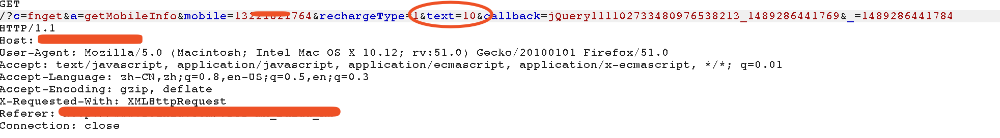 GET
/?c=fnget&a=getMobileInfo&mobile=13 764&rechargeType=1&text=10&callback=jQuery111102733480976538213_1489286441769&_=1489286441784
HTTP/1.1
Host:
User-Agent: Mozilla/5.0 (Macintosh; Intel Mac OS X 10.12; rv:51.0) Gecko/20100101 Firefox/51.0
Accept: text/javascript, application/javascript, application/ecmascript, application/x-ecmascript, */*; q=0.01
Accept-Language: zh-CN,zh;q=0.8,en-US;q=0.5,en;q=0.3
Accept-Encoding: gzip, deflate
X-Requested-With: XMLHttpRequest
Referer:
Connection: close